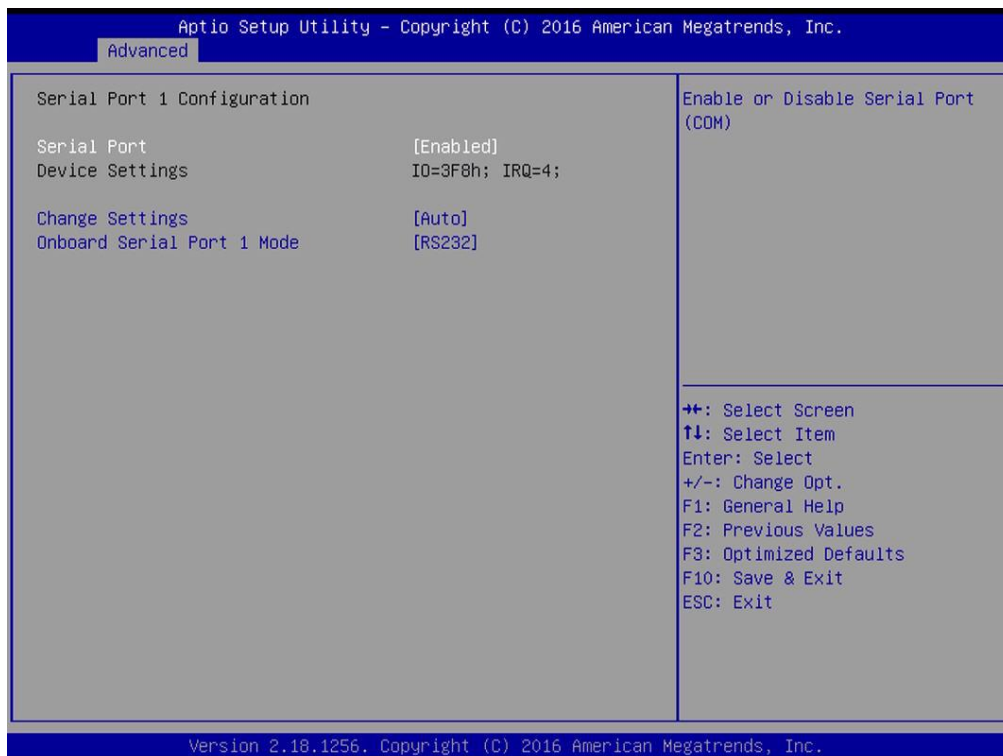 Aptio Setup Utility – Copyright (C) 2016 American Megatrends, Inc.
Advanced
Serial Port 1 Configuration
Serial Port [Enabled]
Device Settings IO=3F8h; IRQ=4;
Change Settings [Auto]
Onboard Serial Port 1 Mode [RS232]
Enable or Disable Serial Port
(COM)
→←: Select Screen
↑↓: Select Item
Enter: Select
+/-: Change Opt.
F1: General Help
F2: Previous Values
F3: Optimized Defaults
F10: Save & Exit
ESC: Exit
Version 2.18.1256. Copyright (C) 2016 American Megatrends, Inc.